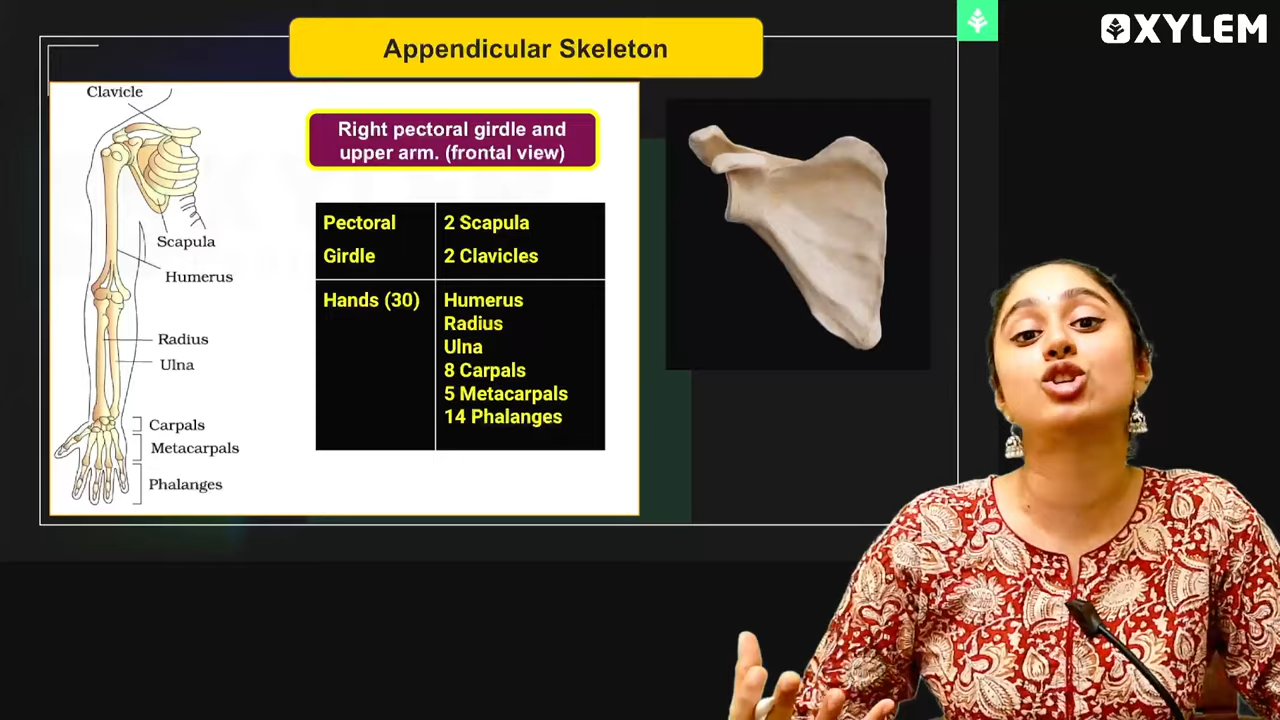 Appendicular Skeleton
XYLEM
Clavicle
Scapula
Humerus
Radius
Ulna
Carpals
Metacarpals
Phalanges
Right pectoral girdle and
upper arm. (frontal view)
Pectoral
Girdle
2 Scapula
2 Clavicles
Hands (30)
Humerus
Radius
Ulna
8 Carpals
5 Metacarpals
14 Phalanges